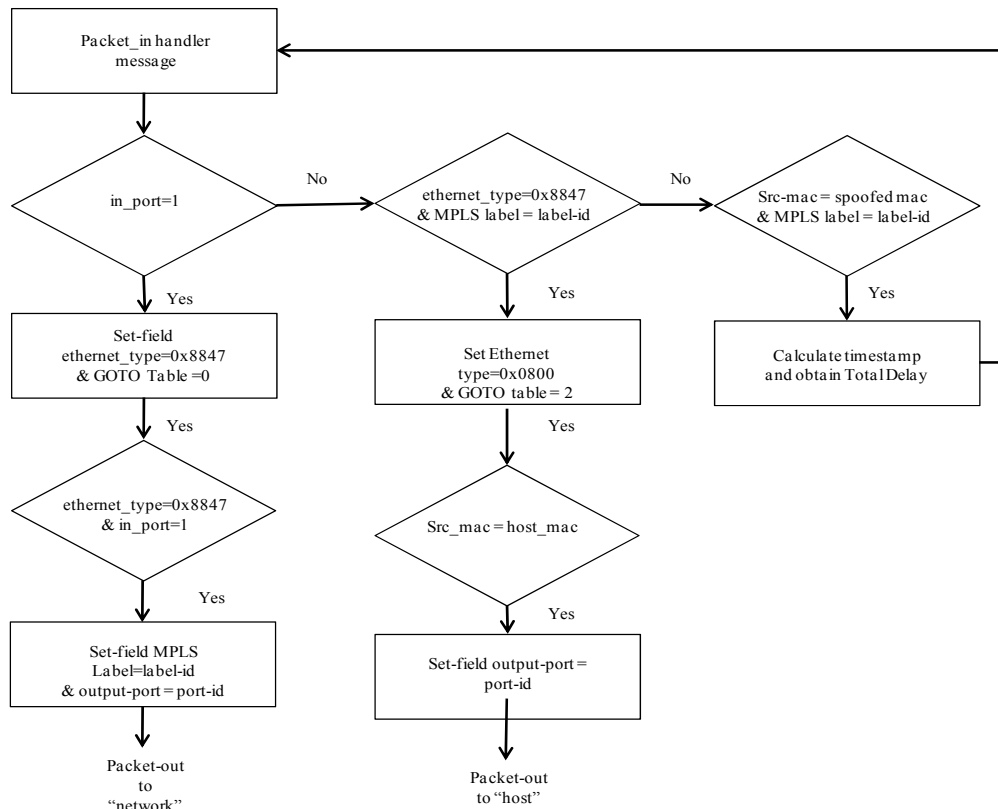 Packet_in handler
message
in_port=1
No
ethernet_type=0x8847
& MPLS label = label-id
No
Src-mac = spoofed mac
& MPLS label = label-id
Yes
Yes
Yes
Set-field
ethernet_type=0x8847
& GOTO Table =0
Set Ethernet
type=0x0800
& GOTO table = 2
Calculate timestamp
and obtain Total Delay
Yes
Yes
ethernet_type=0x8847
& in_port=1
Src_mac = host_mac
Yes
Yes
Set-field MPLS
Label=label-id
& output-port = port-id
Set-field output-port =
port-id
Packet-out
to
“network”
Packet-out
to “host”